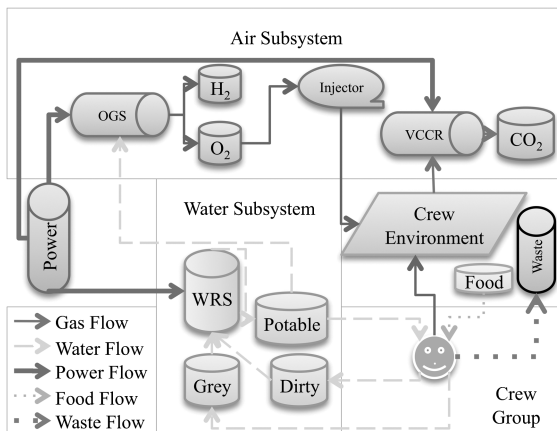 Air Subsystem
H2
OGS
Injector
O2
VCCR
CO2
Water Subsystem
Power
Crew
Environment
Waste
Food
WRS
Potable
Grey
Dirty
Gas Flow
Water Flow
Power Flow
Food Flow
Waste Flow
Crew
Group